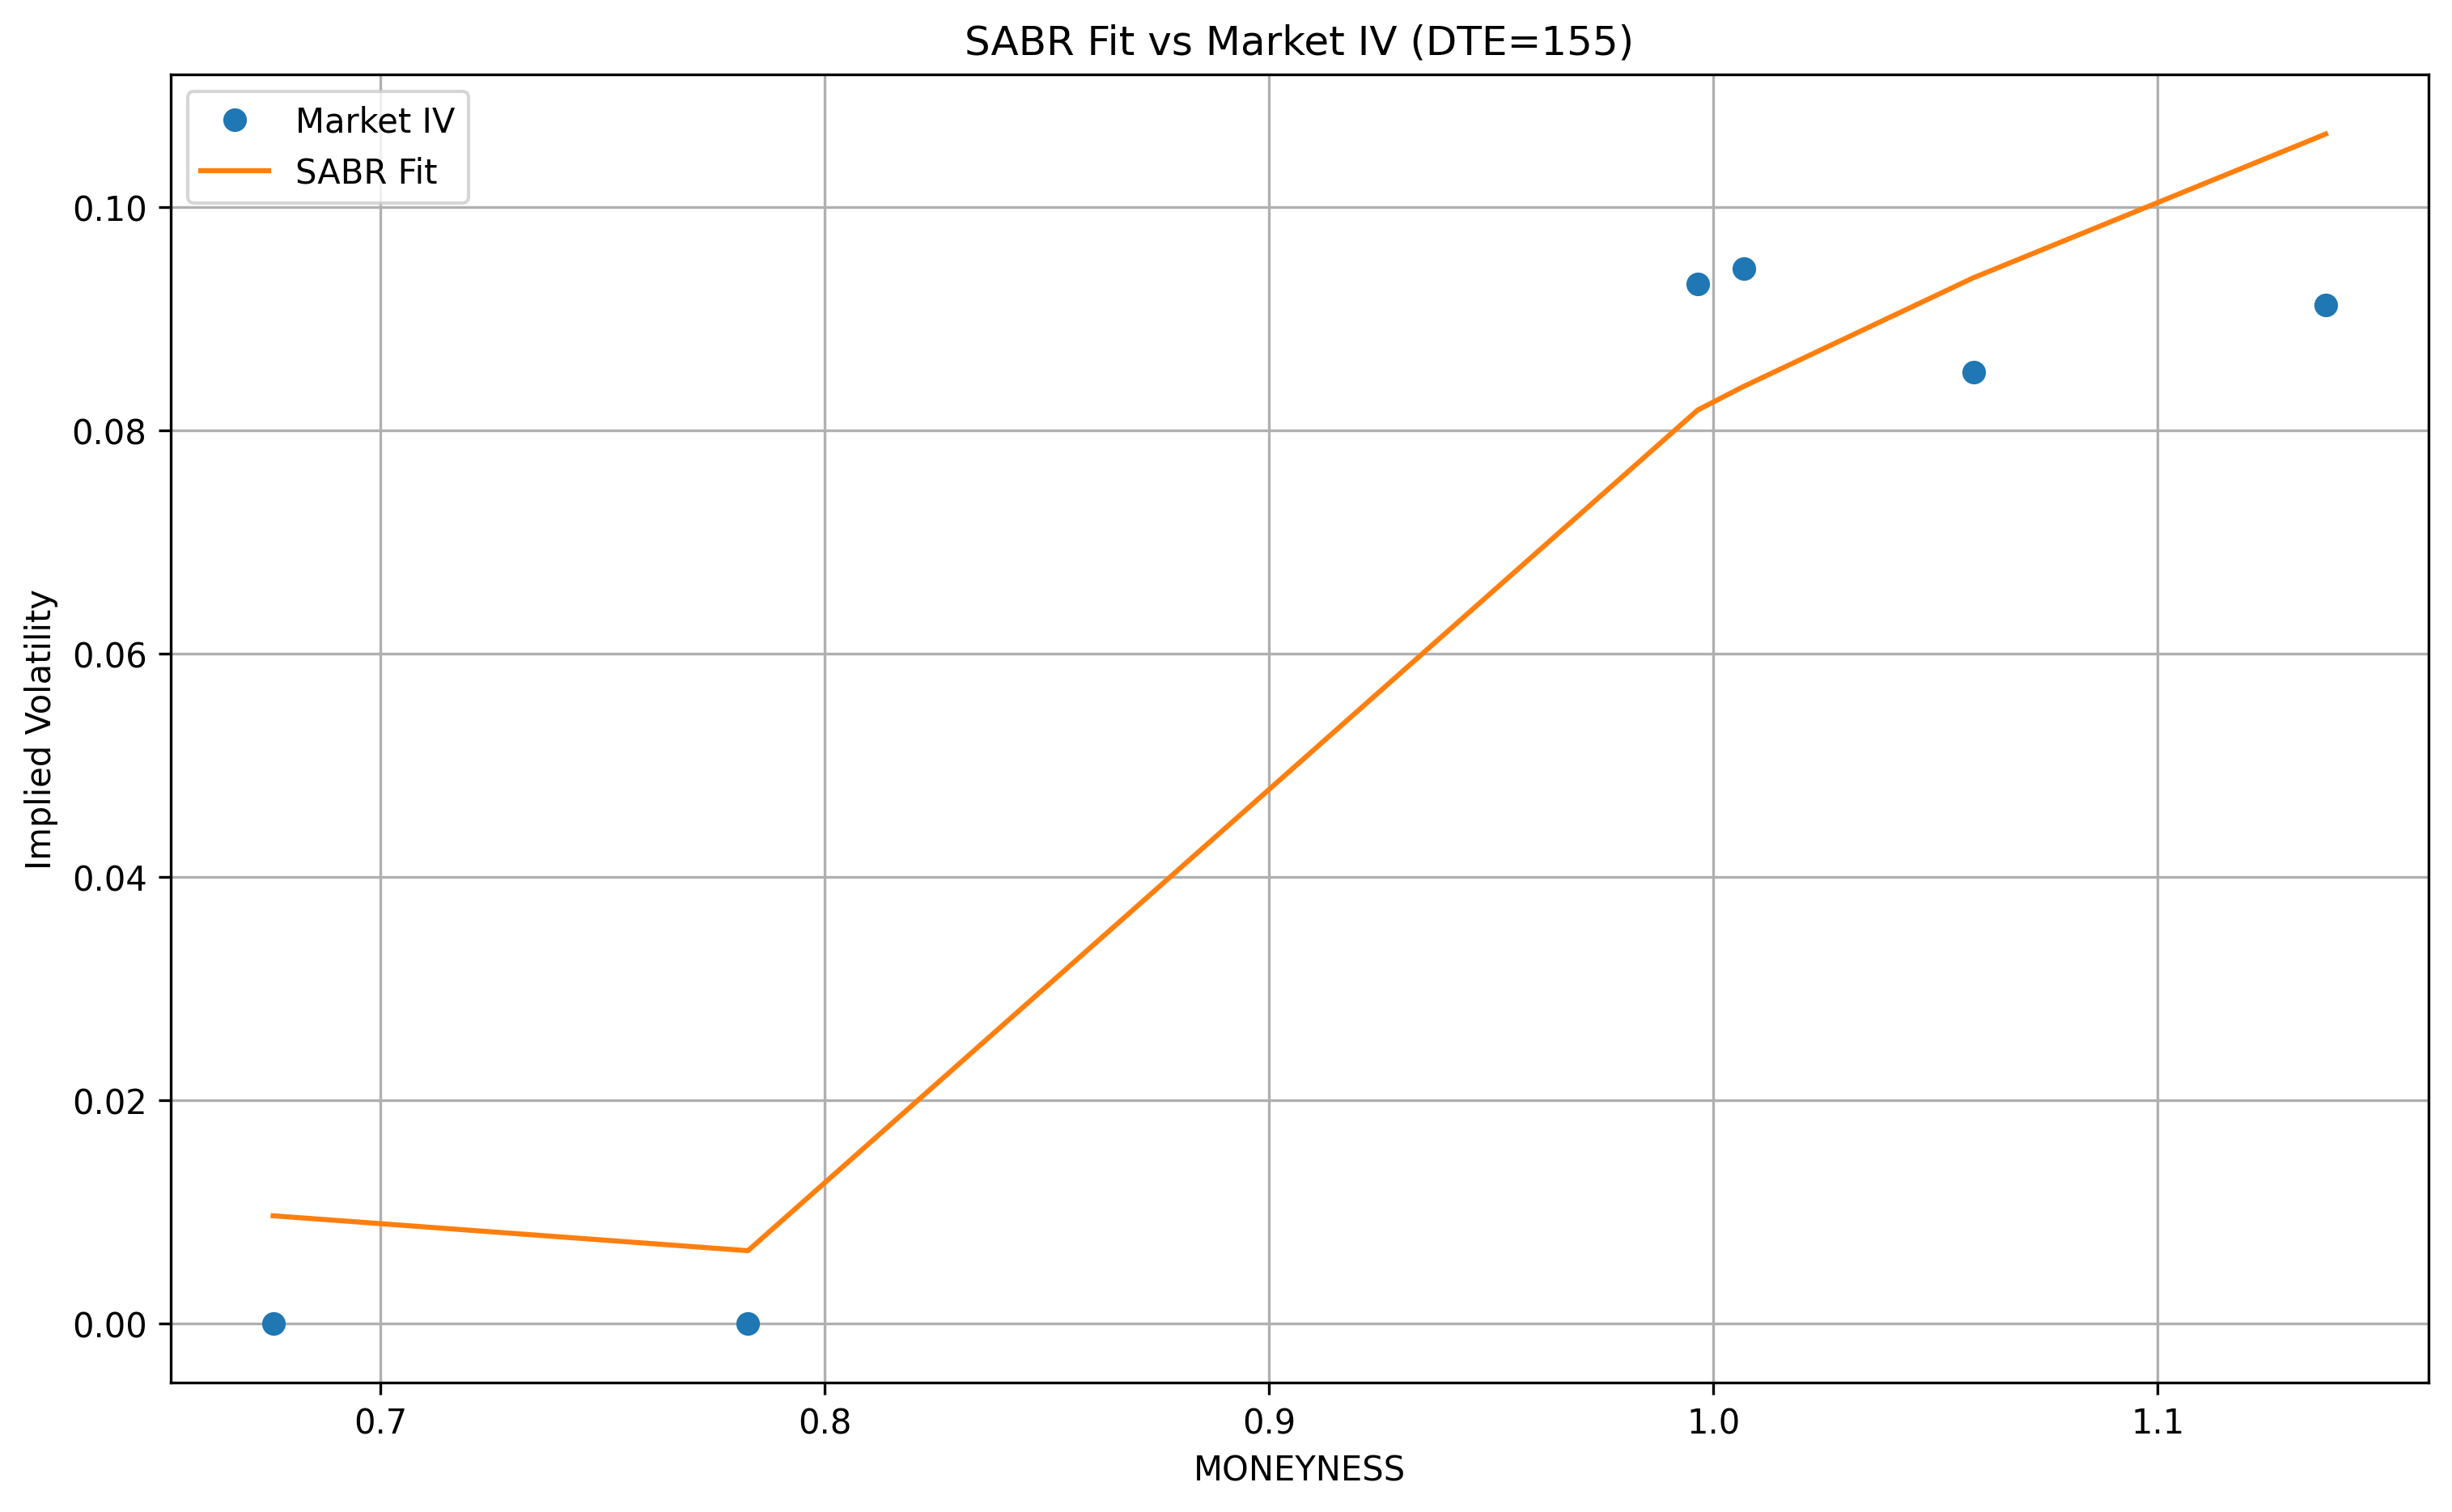 SABR Fit vs Market IV (DTE=155)
Market IV
SABR Fit
Implied Volatility
0.10
0.08
0.06
0.04
0.02
0.00
0.7
0.8
0.9
1.0
1.1
MONEYNESS